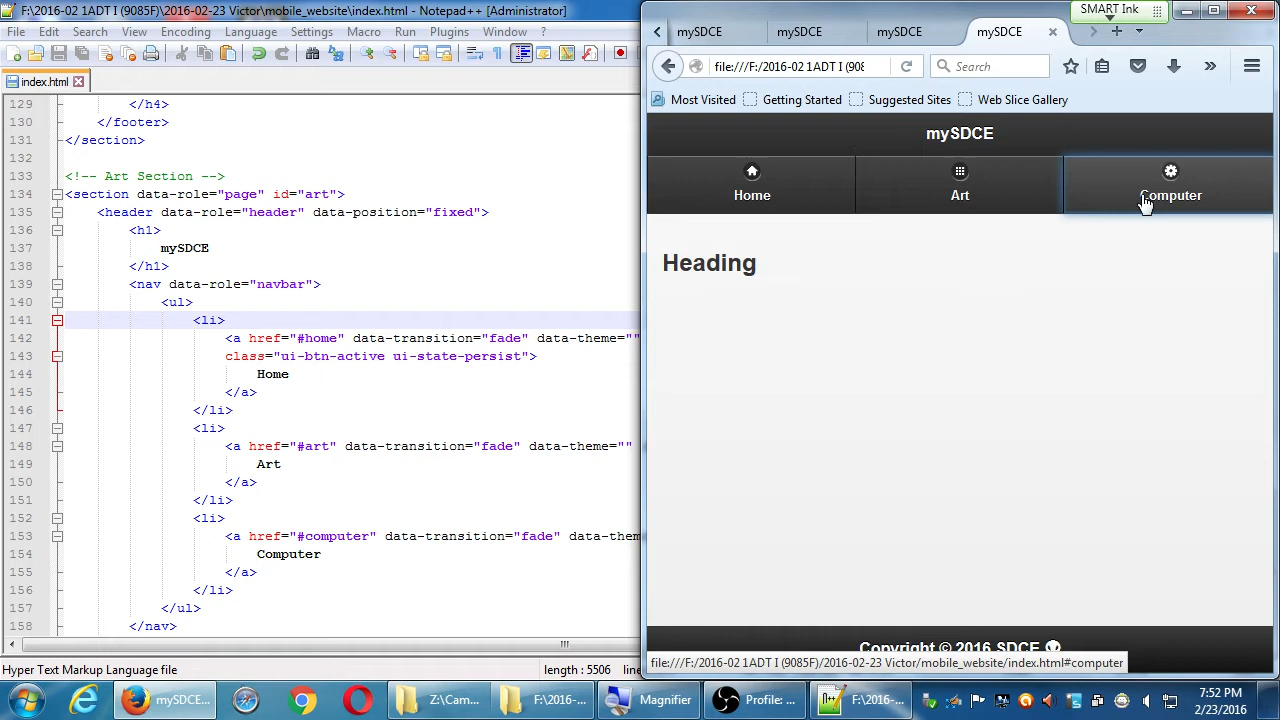 F:\2016-02 1ADT I (9085F)\2016-02-23 Victor\mobile_website\index.html - Notepad++ [Administrator]
File Edit Search View Encoding Language Settings Macro Run Plugins Window ?
index.html
129 </h4>
130 </footer>
131 </section>
132
133 <!-- Art Section -->
134 <section data-role="page" id="art">
135 <header data-role="header" data-position="fixed">
136 <h1>
137 mySDCE
138 </h1>
139 <nav data-role="navbar">
140 <ul>
141 <li>
142 <a href="#home" data-transition="fade" data-theme=""
143 class="ui-btn-active ui-state-persist">
144 Home
145 </a>
146 </li>
147 <li>
148 <a href="#art" data-transition="fade" data-theme=""
149 Art
150 </a>
151 </li>
152 <li>
153 <a href="#computer" data-transition="fade" data-them
154 Computer
155 </a>
156 </li>
157 </ul>
158 </nav>
Hyper Text Markup Language file length : 5506 line
SMART Ink
mySDCE mySDCE mySDCE mySDCE
file:///F:/2016-02 1ADT I (908 Search
Most Visited Getting Started Suggested Sites Web Slice Gallery
mySDCE
Home Art Computer
Heading
Copyright © 2016 SDCE
file:///F:/2016-02 1ADT I (9085F)/2016-02-23 Victor/mobile_website/index.html#computer
mySDCE... Z:\Cam... F:\2016-... Magnifier Profile: ... F:\2016-...
7:52 PM
2/23/2016